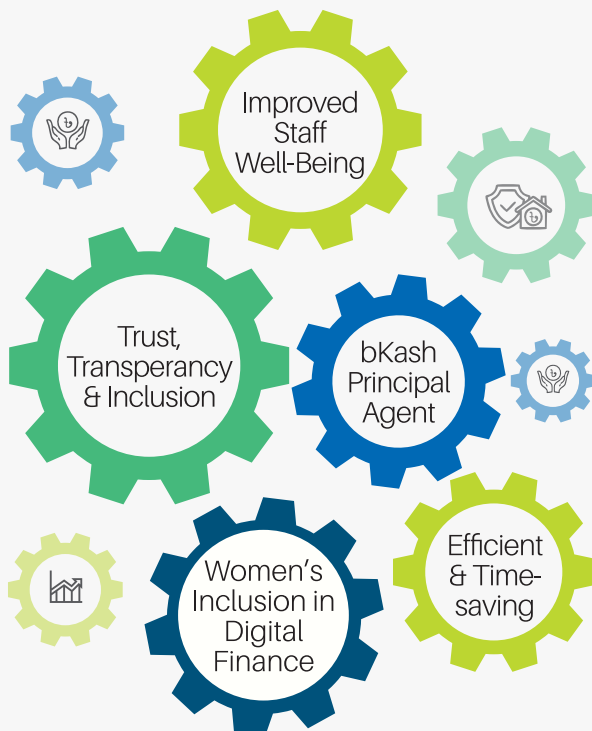 Improved
Staff
Well-Being
Trust,
Transperancy
& Inclusion
bKash
Principal
Agent
Efficient
& Time-
saving
Women’s
Inclusion in
Digital
Finance